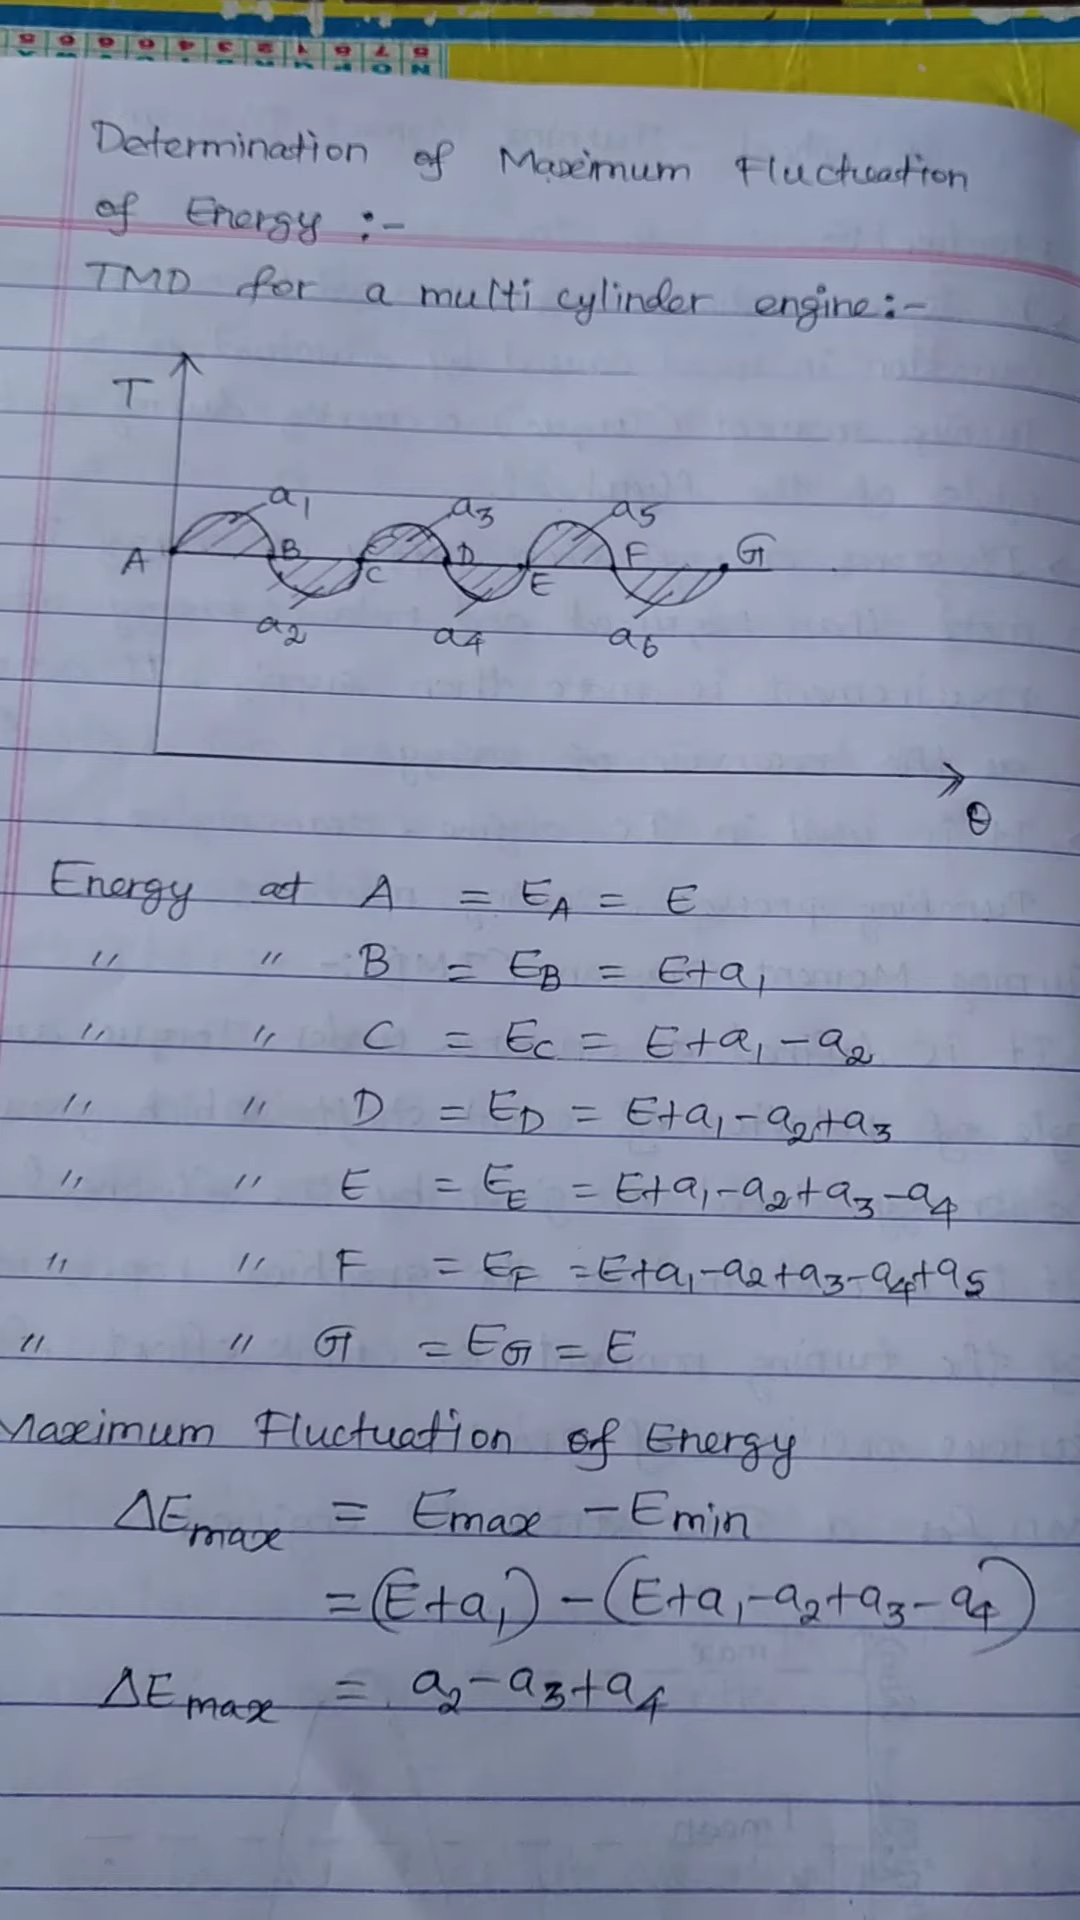 Determination of Maximum Fluctuation
of Energy :-
TMD for a multi cylinder engine:-
T
a1 a3 a5
A B C D E F G
a2 a4 a6
θ
Energy at A = EA = E
" " B = EB = E+a1
" " C = EC = E+a1-a2
" " D = ED = E+a1-a2+a3
" " E = EE = E+a1-a2+a3-a4
" " F = EF = E+a1-a2+a3-a4+a5
" " G = EG = E
Maximum Fluctuation of Energy
ΔEmax = Emax - Emin
= (E+a1) - (E+a1-a2+a3-a4)
ΔEmax = a2-a3+a4